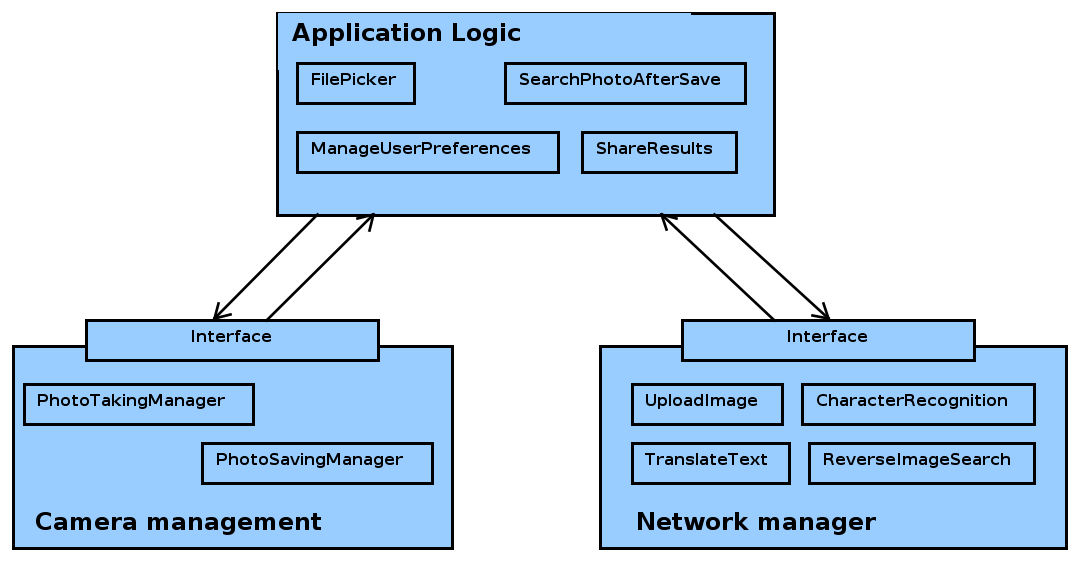 Application Logic
FilePicker
SearchPhotoAfterSave
ManageUserPreferences
ShareResults
Interface
PhotoTakingManager
PhotoSavingManager
Camera management
Interface
UploadImage
CharacterRecognition
TranslateText
ReverseImageSearch
Network manager